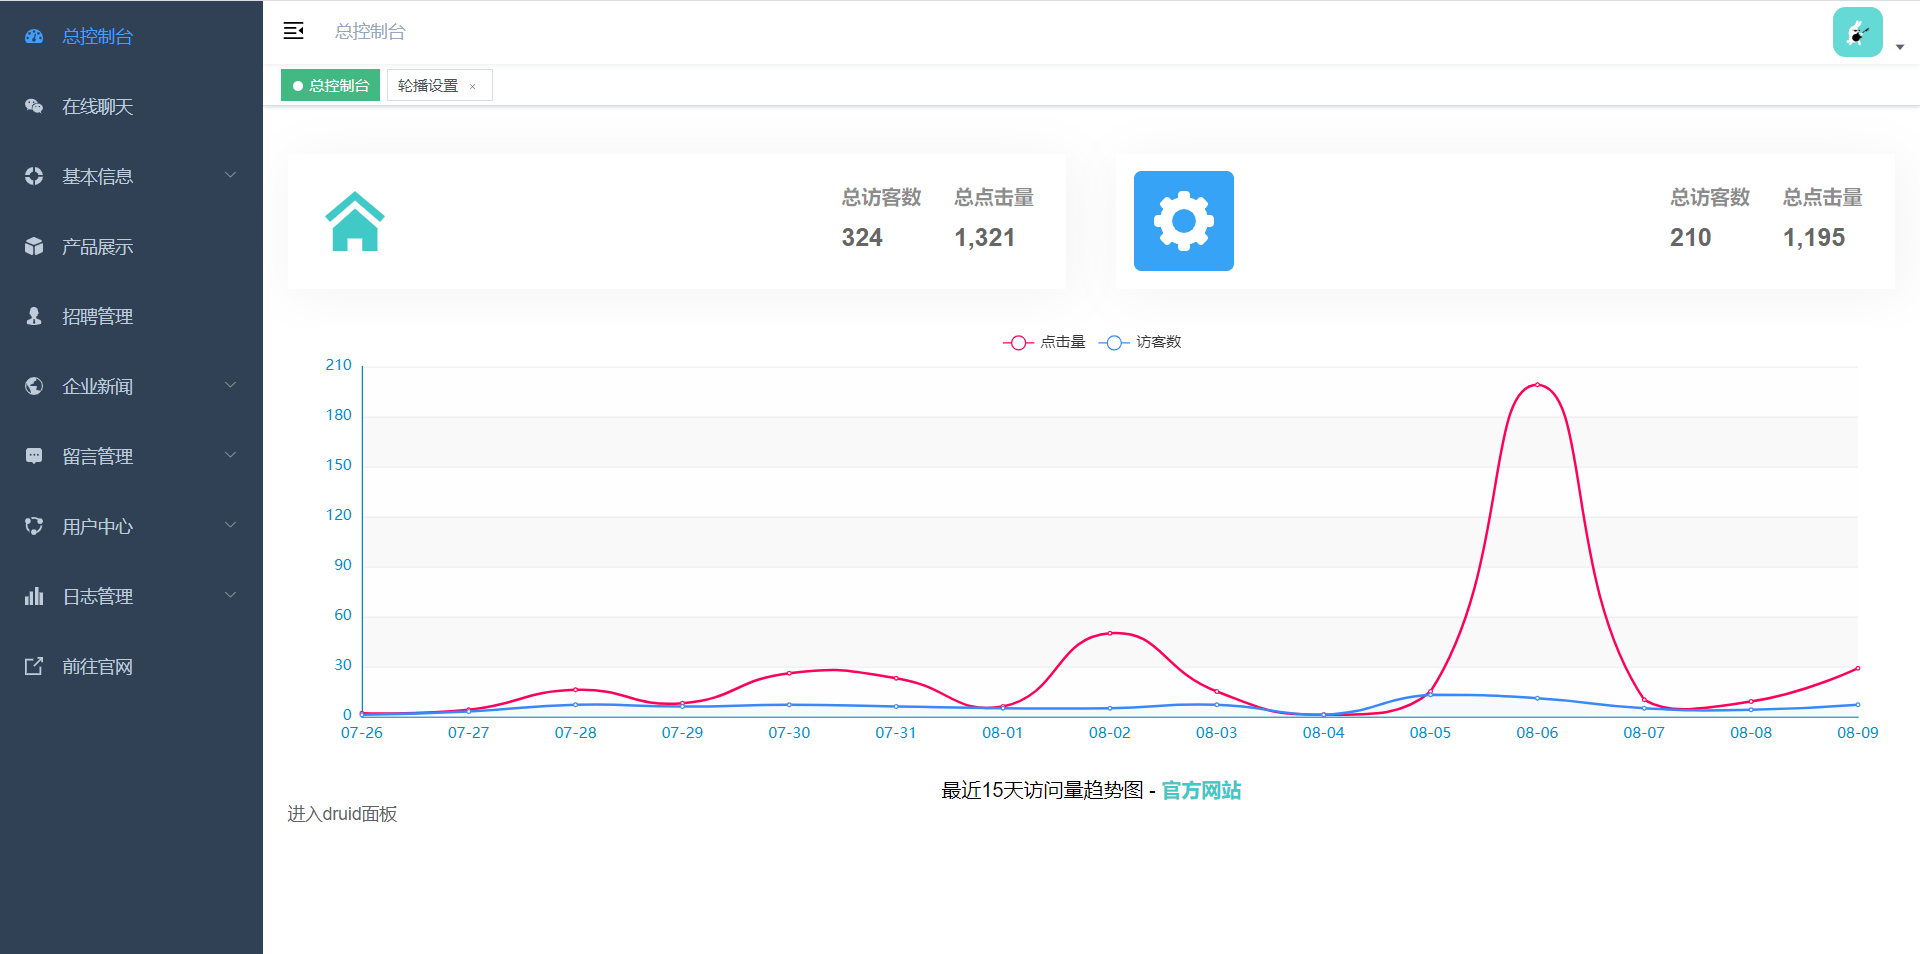 总控制台
在线聊天
基本信息
产品展示
招聘管理
企业新闻
留言管理
用户中心
日志管理
前往官网
总控制台
总控制台 轮播设置 ×
总访客数 总点击量
324 1,321
总访客数 总点击量
210 1,195
点击量 访客数
210
180
150
120
90
60
30
0
07-26 07-27 07-28 07-29 07-30 07-31 08-01 08-02 08-03 08-04 08-05 08-06 08-07 08-08 08-09
最近15天访问量趋势图 - 官方网站
进入druid面板